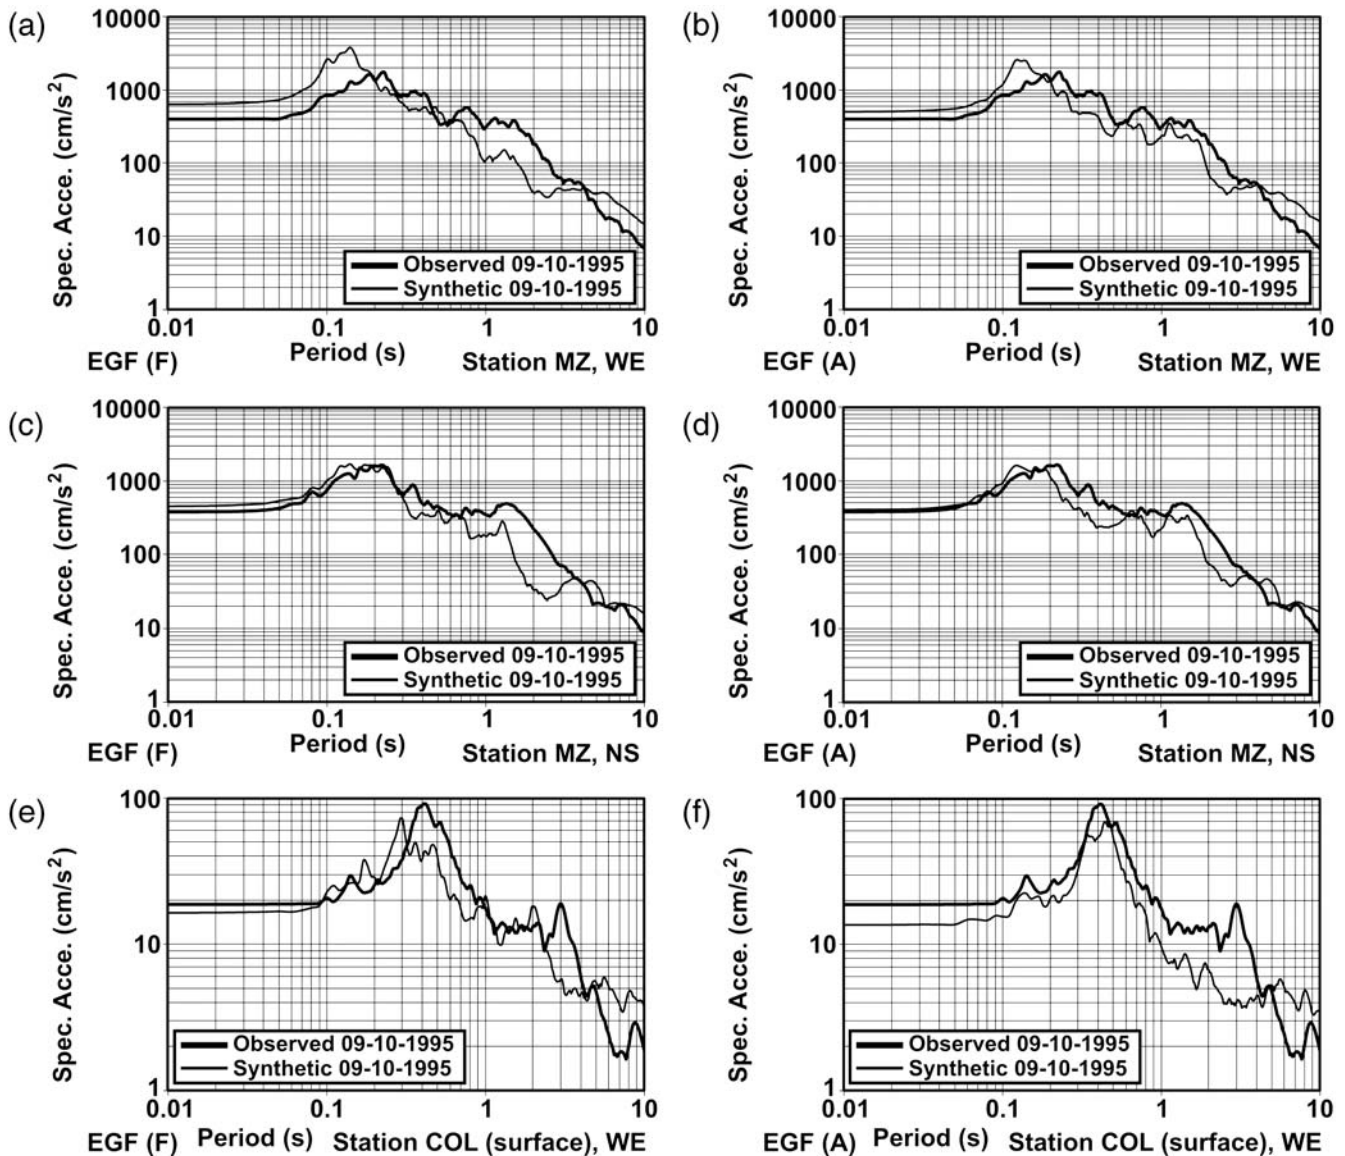 (a)
10000
1000
100
10
1
Spec. Acce. (cm/s²)
Observed 09-10-1995
Synthetic 09-10-1995
0.01 0.1 1 10
EGF (F) Period (s) Station MZ, WE
(b)
10000
1000
100
10
1
Spec. Acce. (cm/s²)
Observed 09-10-1995
Synthetic 09-10-1995
0.01 0.1 1 10
EGF (A) Period (s) Station MZ, WE
(c)
10000
1000
100
10
1
Spec. Acce. (cm/s²)
Observed 09-10-1995
Synthetic 09-10-1995
0.01 0.1 1 10
EGF (F) Period (s) Station MZ, NS
(d)
10000
1000
100
10
1
Spec. Acce. (cm/s²)
Observed 09-10-1995
Synthetic 09-10-1995
0.01 0.1 1 10
EGF (A) Period (s) Station MZ, NS
(e)
100
10
1
Spec. Acce. (cm/s²)
Observed 09-10-1995
Synthetic 09-10-1995
0.01 0.1 1 10
EGF (F) Period (s) Station COL (surface), WE
(f)
100
10
1
Spec. Acce. (cm/s²)
Observed 09-10-1995
Synthetic 09-10-1995
0.01 0.1 1 10
EGF (A) Period (s) Station COL (surface), WE